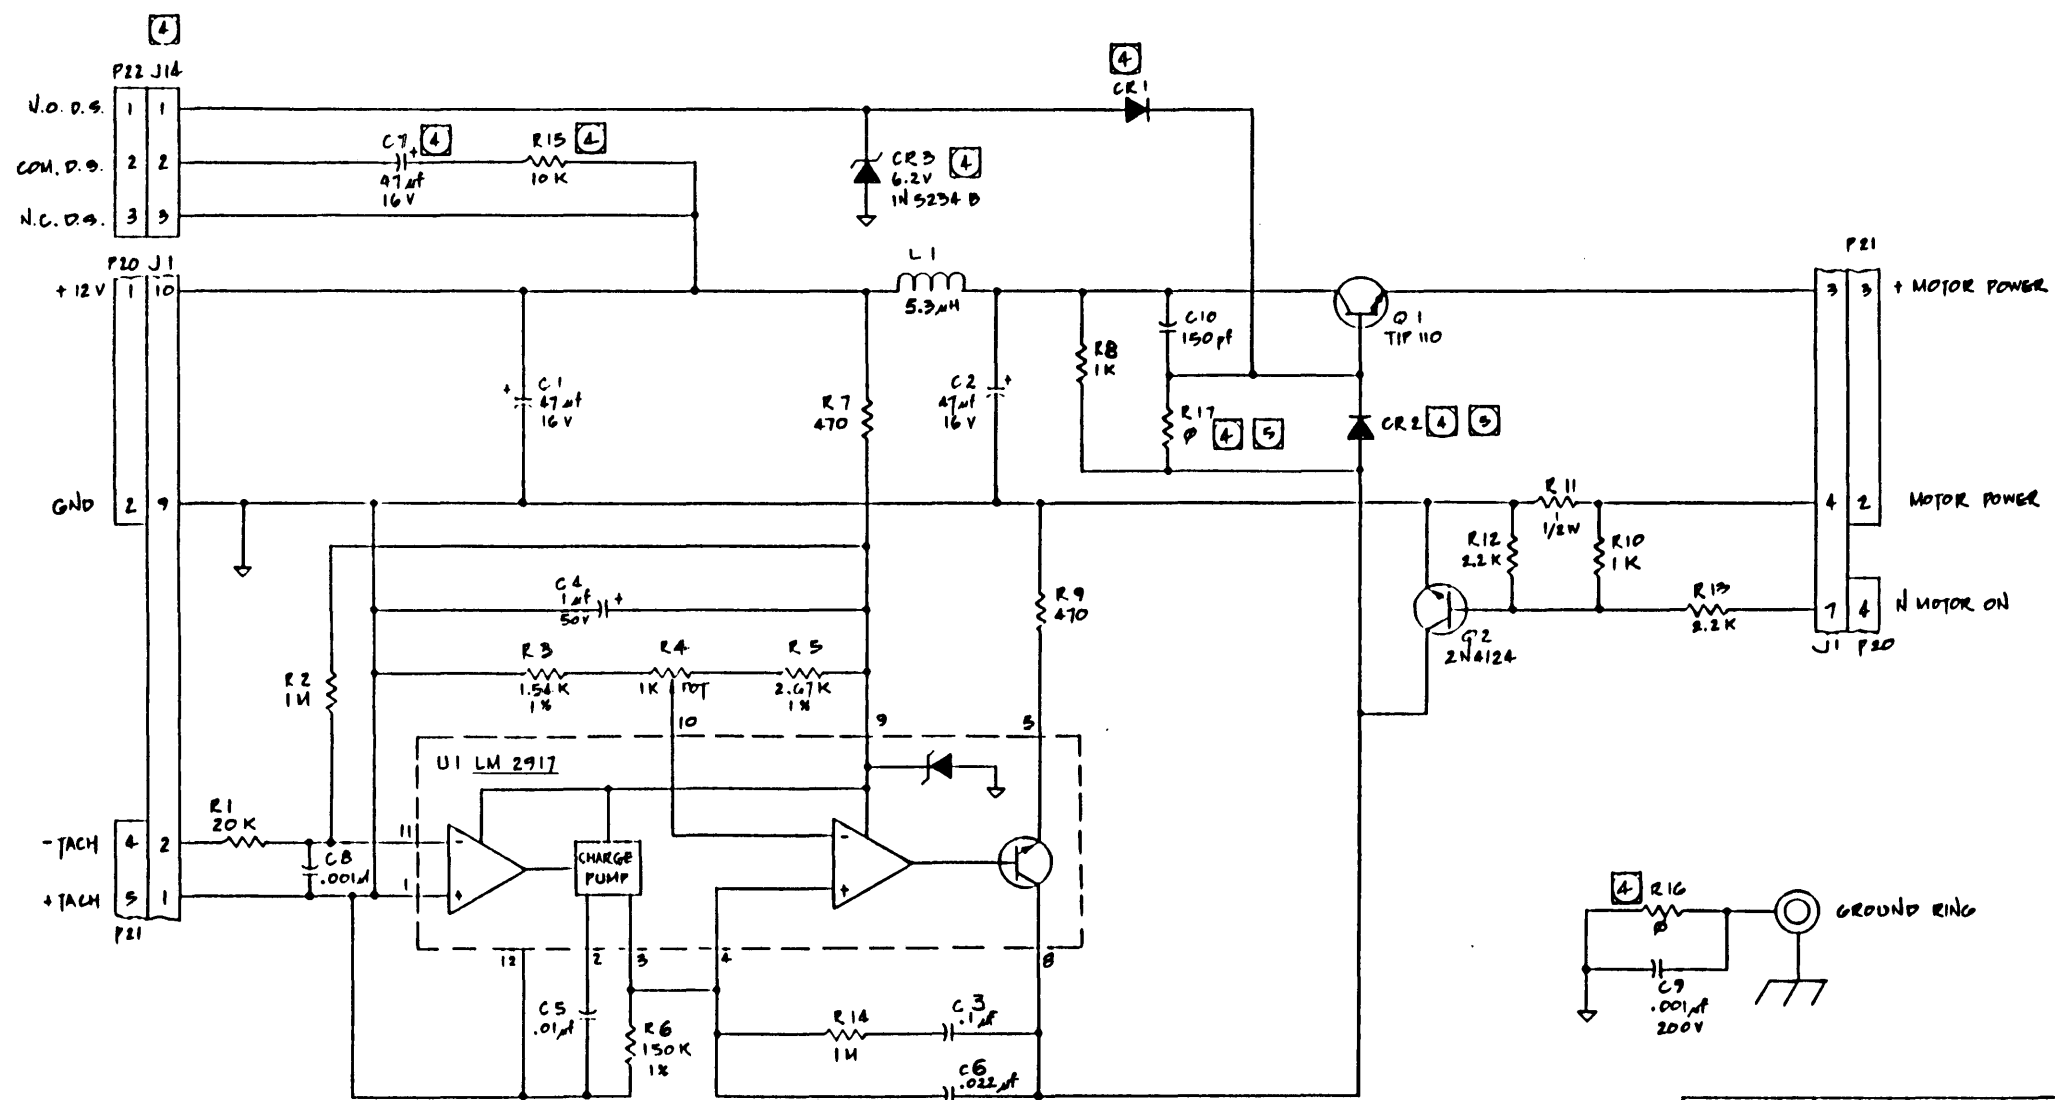 4
P22 J14
N.O. D.S. 1 1
COM. D.S. 2 2
N.C. D.S. 3 3
C7 + 4
47µf
16V
R15 4
10K
4
CR1
CR3 4
6.2V
1N5234B
P20 J1
+12V 1 10
GND 2 9
L1
5.3µH
+ C1
47µf
16V
R7
470
C2 +
47µf
16V
R8
1K
C10
150pf
R17
Ø 4 5
Q1
TIP110
CR2 4 5
P21
3 3 + MOTOR POWER
4 2 MOTOR POWER
7 4 N MOTOR ON
J1 P20
R11
1/2W
R12
2.2K
R10
1K
R13
2.2K
Q2
2N4124
C4
1µf +
50V
R9
470
R2
1M
R3
1.54K
1%
R4
1K POT
R5
2.67K
1%
10
9
5
U1 LM 2917
R1
20K
-TACH 4 2
+TACH 5 1
P21
C8
.001µf
11
1
-
+
CHARGE
PUMP
-
+
12
2
3
4
8
C5
.01µf
R6
150K
1%
R14
1M
C3
.1µf
C6
.022µf
4 R16
Ø
GROUND RING
C9
.001µf
200V